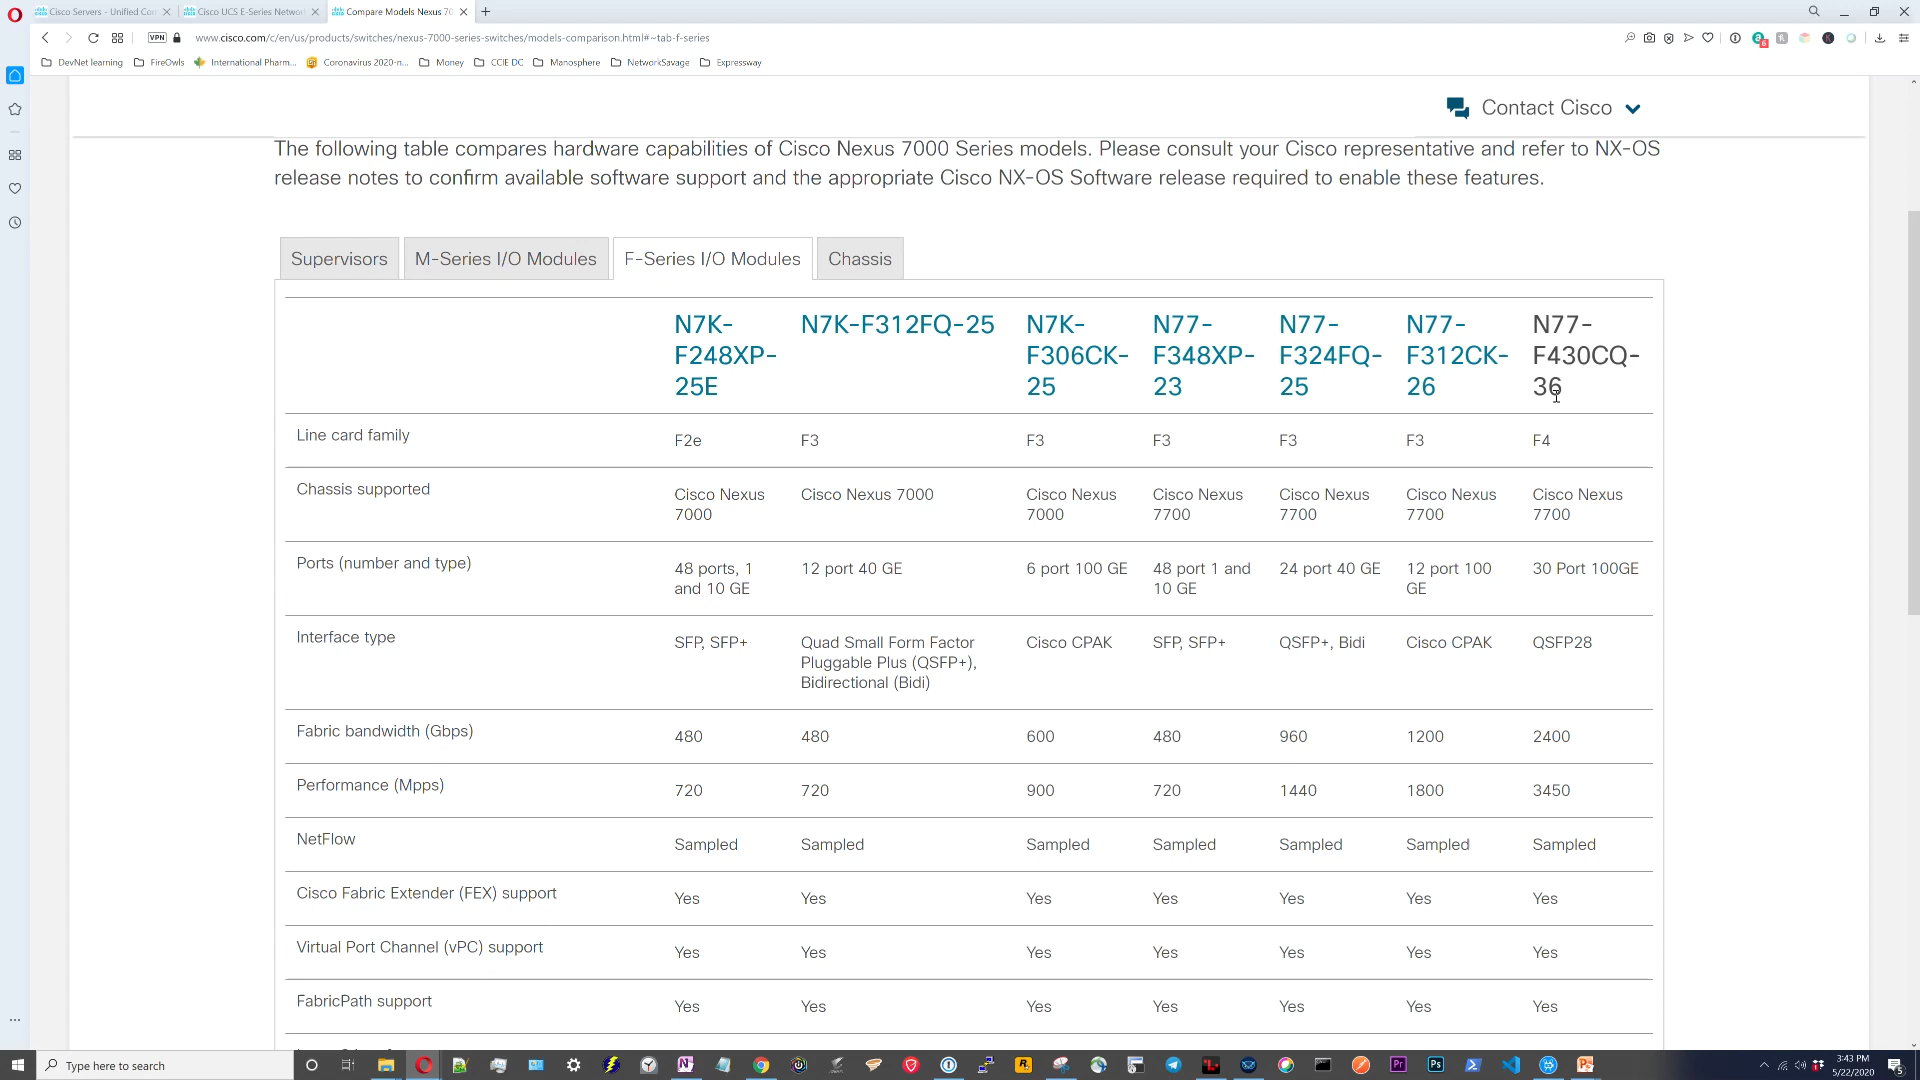 Cisco Servers - Unified Com
Cisco UCS E-Series Network
Compare Models Nexus 70
VPN
www.cisco.com/c/en/us/products/switches/nexus-7000-series-switches/models-comparison.html#~tab-f-series
DevNet learning
FireOwls
International Pharm...
Coronavirus 2020-n...
Money
CCIE DC
Manosphere
NetworkSavage
Expressway
Contact Cisco
The following table compares hardware capabilities of Cisco Nexus 7000 Series models. Please consult your Cisco representative and refer to NX-OS
release notes to confirm available software support and the appropriate Cisco NX-OS Software release required to enable these features.
Supervisors
M-Series I/O Modules
F-Series I/O Modules
Chassis
N7K-
F248XP-
25E
N7K-F312FQ-25
N7K-
F306CK-
25
N77-
F348XP-
23
N77-
F324FQ-
25
N77-
F312CK-
26
N77-
F430CQ-
36
Line card family
F2e
F3
F3
F3
F3
F3
F4
Chassis supported
Cisco Nexus
7000
Cisco Nexus 7000
Cisco Nexus
7000
Cisco Nexus
7700
Cisco Nexus
7700
Cisco Nexus
7700
Cisco Nexus
7700
Ports (number and type)
48 ports, 1
and 10 GE
12 port 40 GE
6 port 100 GE
48 port 1 and
10 GE
24 port 40 GE
12 port 100
GE
30 Port 100GE
Interface type
SFP, SFP+
Quad Small Form Factor
Pluggable Plus (QSFP+),
Bidirectional (Bidi)
Cisco CPAK
SFP, SFP+
QSFP+, Bidi
Cisco CPAK
QSFP28
Fabric bandwidth (Gbps)
480
480
600
480
960
1200
2400
Performance (Mpps)
720
720
900
720
1440
1800
3450
NetFlow
Sampled
Sampled
Sampled
Sampled
Sampled
Sampled
Sampled
Cisco Fabric Extender (FEX) support
Yes
Yes
Yes
Yes
Yes
Yes
Yes
Virtual Port Channel (vPC) support
Yes
Yes
Yes
Yes
Yes
Yes
Yes
FabricPath support
Yes
Yes
Yes
Yes
Yes
Yes
Yes
Type here to search
3:43 PM
5/22/2020